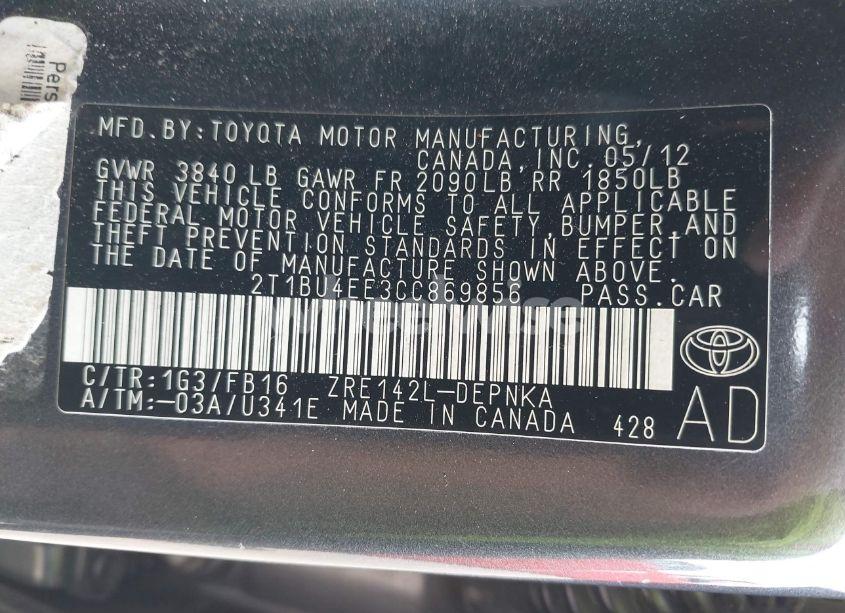 Pers
MFD.BY:TOYOTA MOTOR MANUFACTURING,
CANADA,INC. 05/12
GVWR 3840 LB GAWR FR 2090LB RR 1850LB
THIS VEHICLE CONFORMS TO ALL APPLICABLE
FEDERAL MOTOR VEHICLE SAFETY,BUMPER,AND
THEFT PREVENTION STANDARDS IN EFFECT ON
THE DATE OF MANUFACTURE SHOWN ABOVE.
2T1BU4EE3CC869856 PASS.CAR
wheelwise
C/TR:1G3/FB16 ZRE142L-DEPNKA
A/TM:-03A/U341E MADE IN CANADA 428 AD